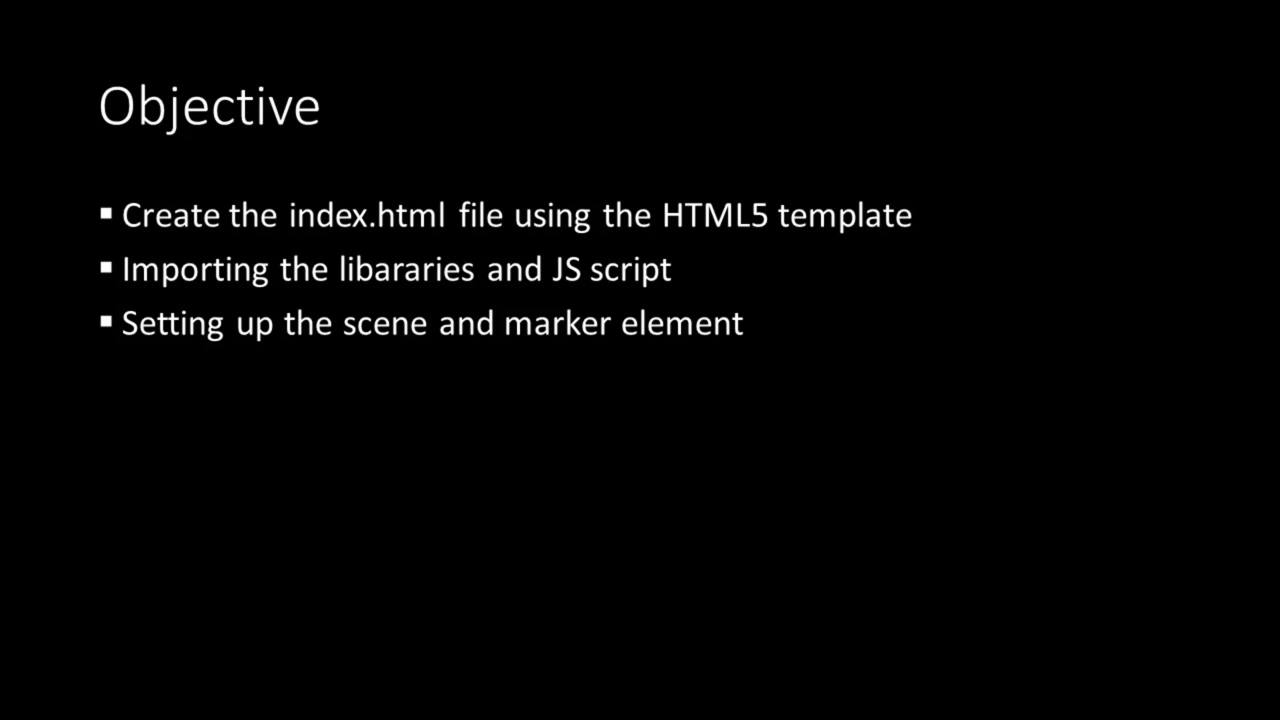 Objective
▪ Create the index.html file using the HTML5 template
▪ Importing the libararies and JS script
▪ Setting up the scene and marker element